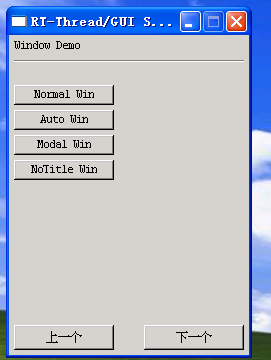 RT-Thread/GUI S...
Window Demo
Normal Win
Auto Win
Modal Win
NoTitle Win
上一个 下一个